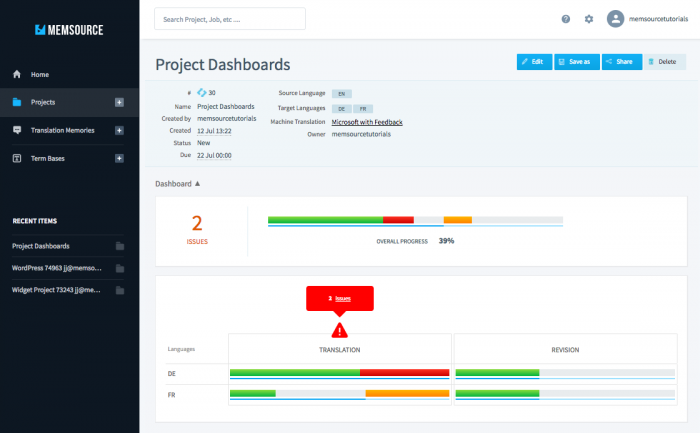 MEMSOURCE
Search Project, Job, etc ....
memsourcetutorials
Home
Projects
Translation Memories
Term Bases
RECENT ITEMS
Project Dashboards
WordPress 74963 jj@memso...
Widget Project 73243 jj@me...
Project Dashboards
Edit
Save as
Share
Delete
# 30
Name Project Dashboards
Created by memsourcetutorials
Created 12 Jul 13:22
Status New
Due 22 Jul 00:00
Source Language EN
Target Languages DE FR
Machine Translation Microsoft with Feedback
Owner memsourcetutorials
Dashboard
2
ISSUES
OVERALL PROGRESS 39%
Issues
Languages TRANSLATION REVISION
DE
FR